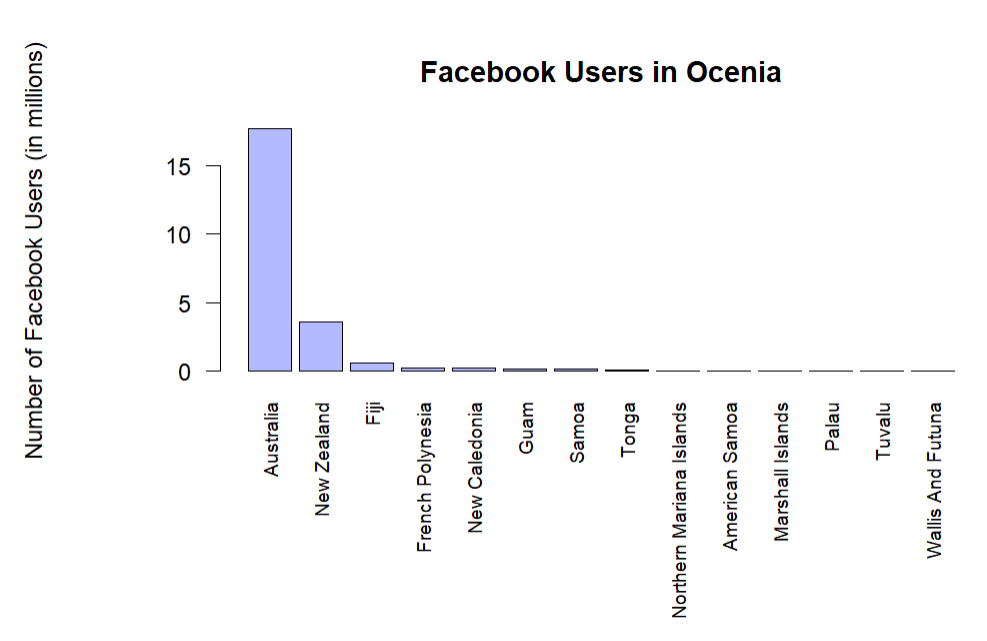 Facebook Users in Ocenia
Number of Facebook Users (in millions)
15
10
5
0
Australia
New Zealand
Fiji
French Polynesia
New Caledonia
Guam
Samoa
Tonga
Northern Mariana Islands
American Samoa
Marshall Islands
Palau
Tuvalu
Wallis And Futuna